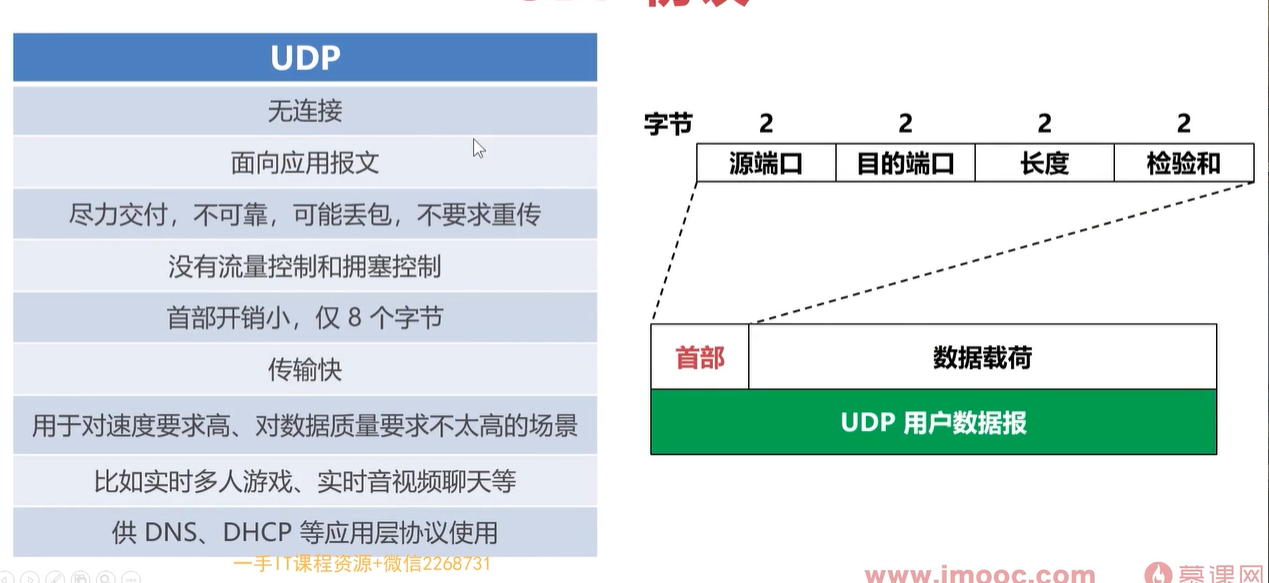 UDP
无连接
面向应用报文
尽力交付，不可靠，可能丢包，不要求重传
没有流量控制和拥塞控制
首部开销小，仅 8 个字节
传输快
用于对速度要求高、对数据质量要求不太高的场景
比如实时多人游戏、实时音视频聊天等
供 DNS、DHCP 等应用层协议使用
一手IT课程资源+微信2268731
字节 2 2 2 2
源端口 目的端口 长度 检验和
首部 数据载荷
UDP 用户数据报
www.imooc.com 慕课网